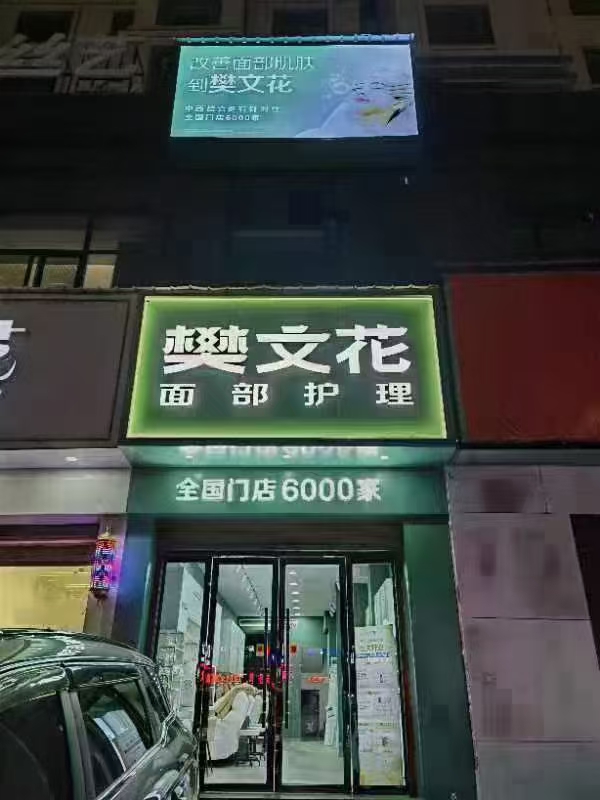 改善面部肌肤
到樊文花
全国门店6000家
樊文花
面部护理
全国门店6000家